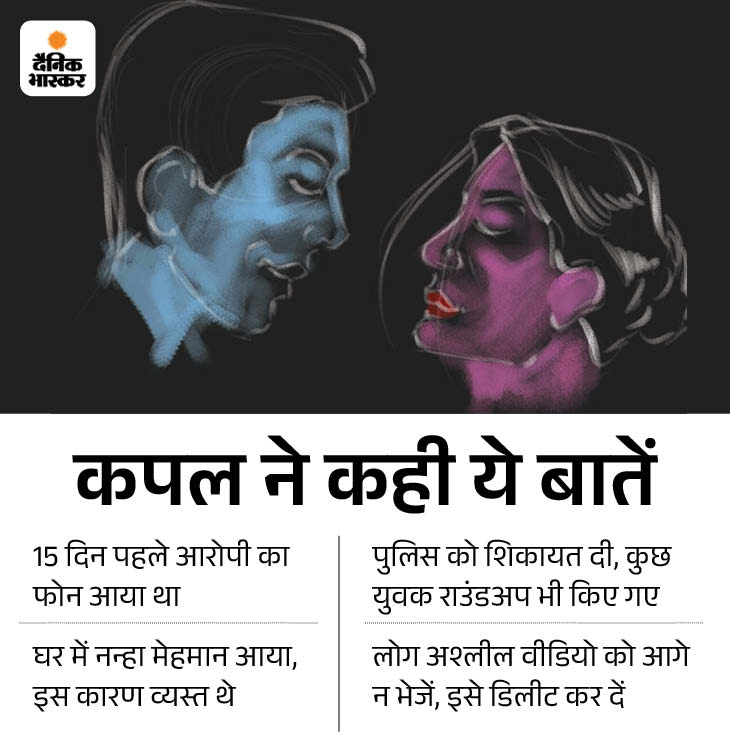 दैनिक
भास्कर
कपल ने कही ये बातें
15 दिन पहले आरोपी का
फोन आया था
घर में नन्हा मेहमान आया,
इस कारण व्यस्त थे
पुलिस को शिकायत दी, कुछ
युवक राउंडअप भी किए गए
लोग अश्लील वीडियो को आगे
न भेजें, इसे डिलीट कर दें